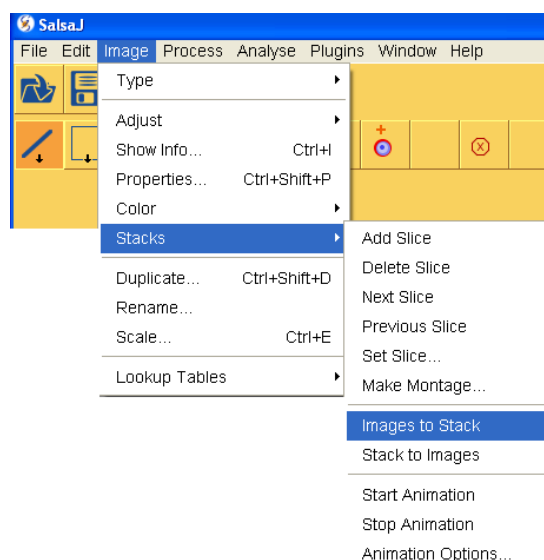 SalsaJ
File Edit Image Process Analyse Plugins Window Help
Type
Adjust
Show Info... Ctrl+I
Properties... Ctrl+Shift+P
Color
Stacks
Duplicate... Ctrl+Shift+D
Rename...
Scale... Ctrl+E
Lookup Tables
Add Slice
Delete Slice
Next Slice
Previous Slice
Set Slice...
Make Montage...
Images to Stack
Stack to Images
Start Animation
Stop Animation
Animation Options...